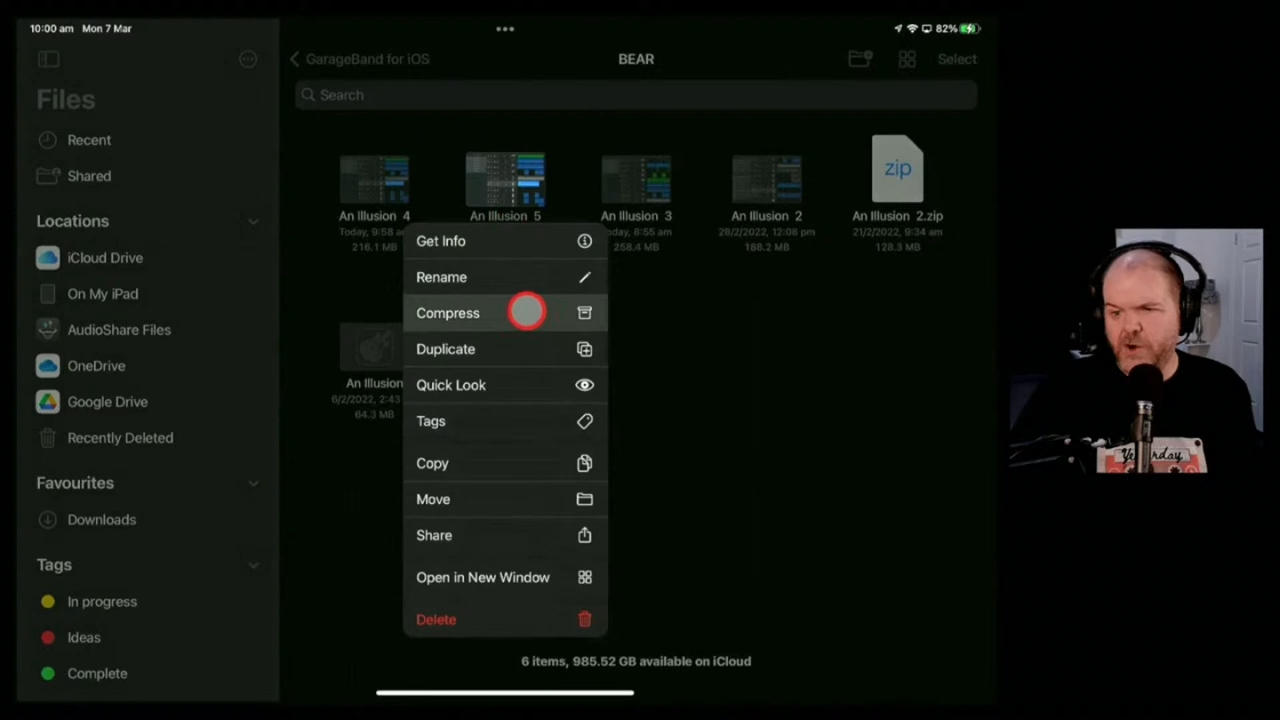 10:00 am Mon 7 Mar
82%
GarageBand for iOS
BEAR
Select
Search
Files
Recent
Shared
Locations
iCloud Drive
On My iPad
AudioShare Files
OneDrive
Google Drive
Recently Deleted
Favourites
Downloads
Tags
In progress
Ideas
Complete
zip
An Illusion 4
An Illusion 5
An Illusion 3
An Illusion 2
An Illusion 2.zip
Today, 9:58 a
Today, 8:55 am
28/2/2022, 12:08 pm
21/2/2022, 9:34 am
216.1 MB
258.4 MB
188.2 MB
128.3 MB
An Illusion
6/2/2022, 2:43
64.3 MB
Get Info
Rename
Compress
Duplicate
Quick Look
Tags
Copy
Move
Share
Open in New Window
Delete
6 items, 985.52 GB available on iCloud
Yesterday